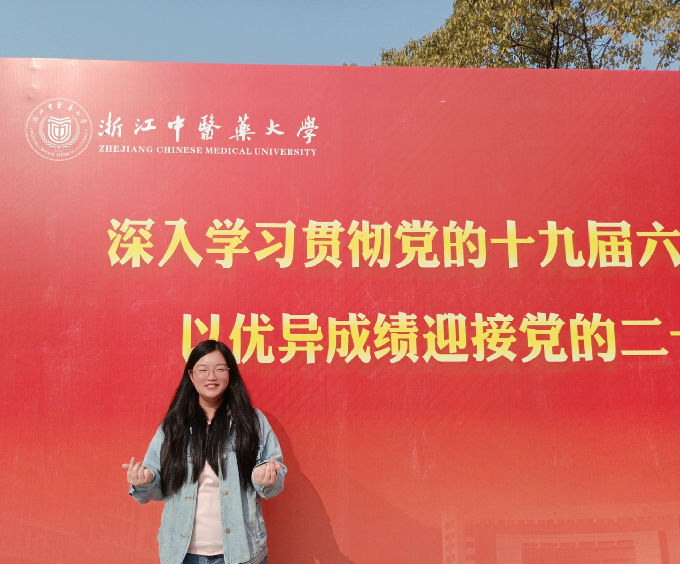 浙江中醫藥大學
ZHEJIANG CHINESE MEDICAL UNIVERSITY
深入学习贯彻党的十九届六
以优异成绩迎接党的二十